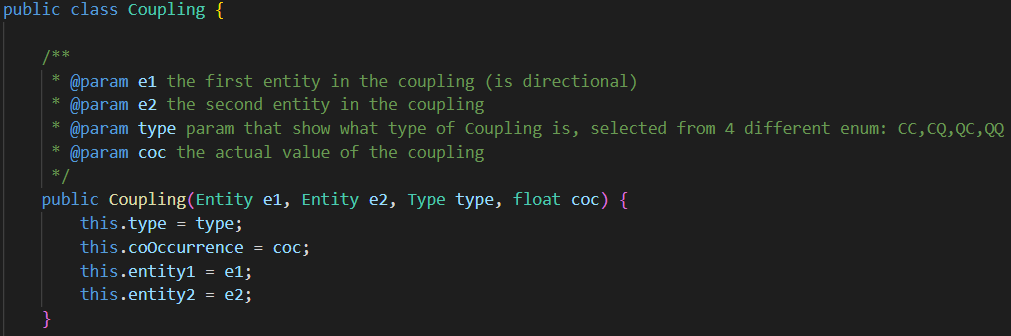 public class Coupling {
/**
* @param e1 the first entity in the coupling (is directional)
* @param e2 the second entity in the coupling
* @param type param that show what type of Coupling is, selected from 4 different enum: CC,CQ,QC,QQ
* @param coc the actual value of the coupling
*/
public Coupling(Entity e1, Entity e2, Type type, float coc) {
this.type = type;
this.coOccurrence = coc;
this.entity1 = e1;
this.entity2 = e2;
}